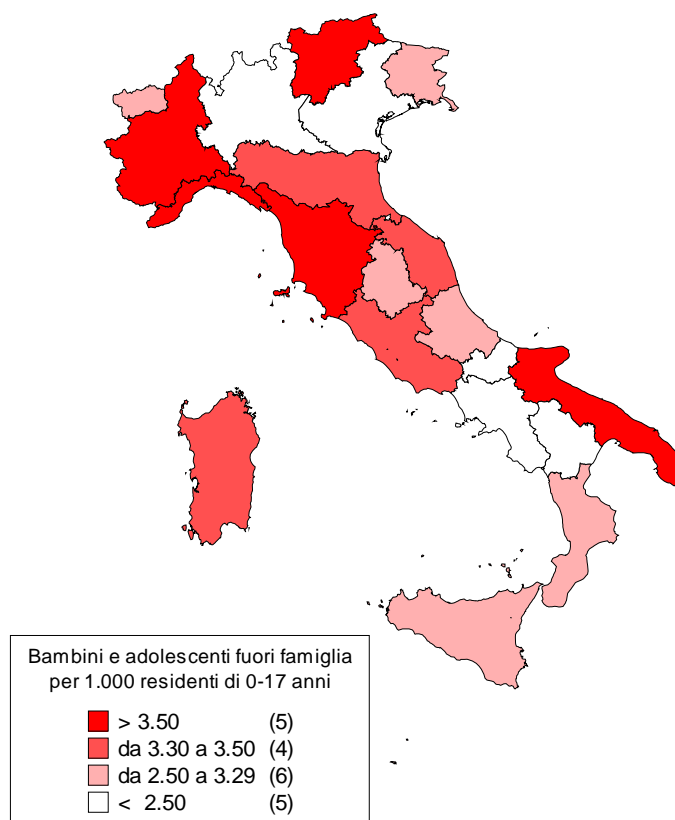 Bambini e adolescenti fuori famiglia
per 1.000 residenti di 0-17 anni
> 3.50 (5)
da 3.30 a 3.50 (4)
da 2.50 a 3.29 (6)
< 2.50 (5)